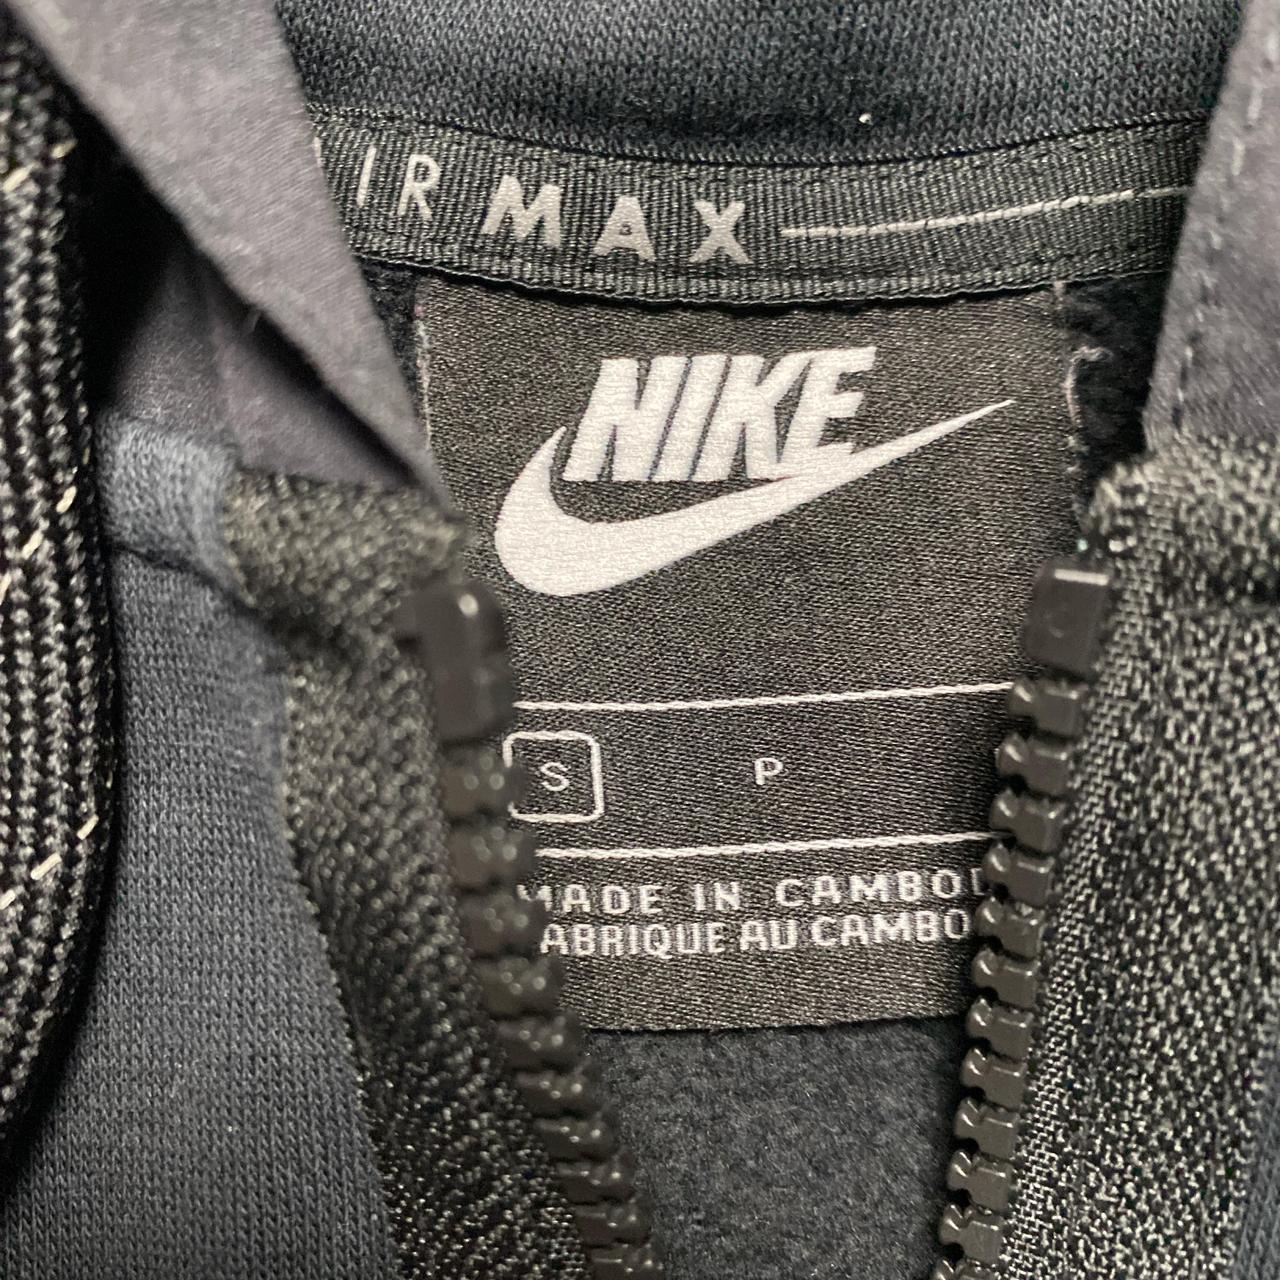 IR MAX
NIKE
S P
MADE IN CAMBOD
ABRIQUE AU CAMBO